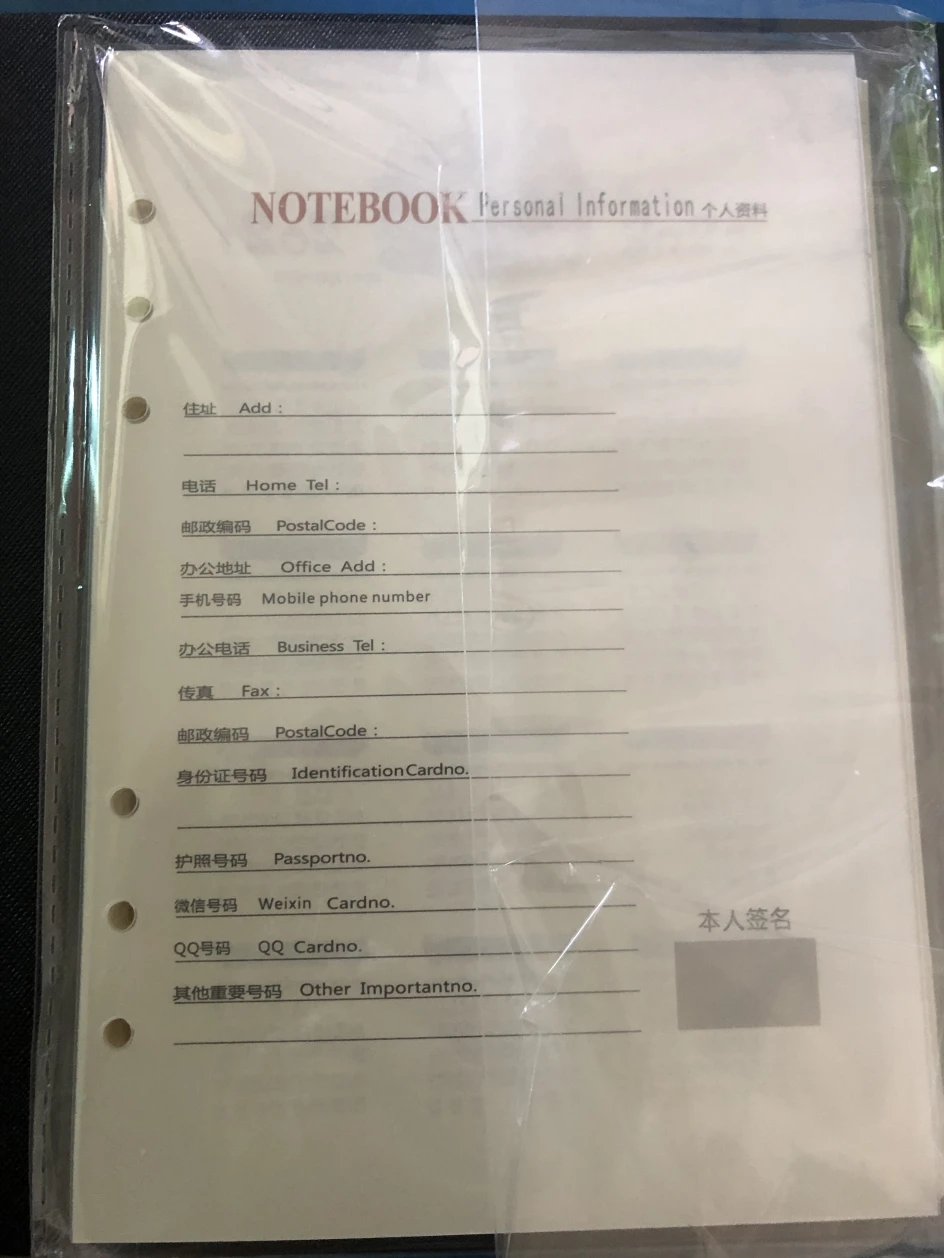 NOTEBOOK Personal Information 个人资料
住址 Add :
电话 Home Tel :
邮政编码 PostalCode :
办公地址 Office Add :
手机号码 Mobile phone number
办公电话 Business Tel :
传真 Fax :
邮政编码 PostalCode :
身份证号码 Identification Cardno.
护照号码 Passportno.
微信号码 Weixin Cardno.
本人签名
QQ号码 QQ Cardno.
其他重要号码 Other Importantno.